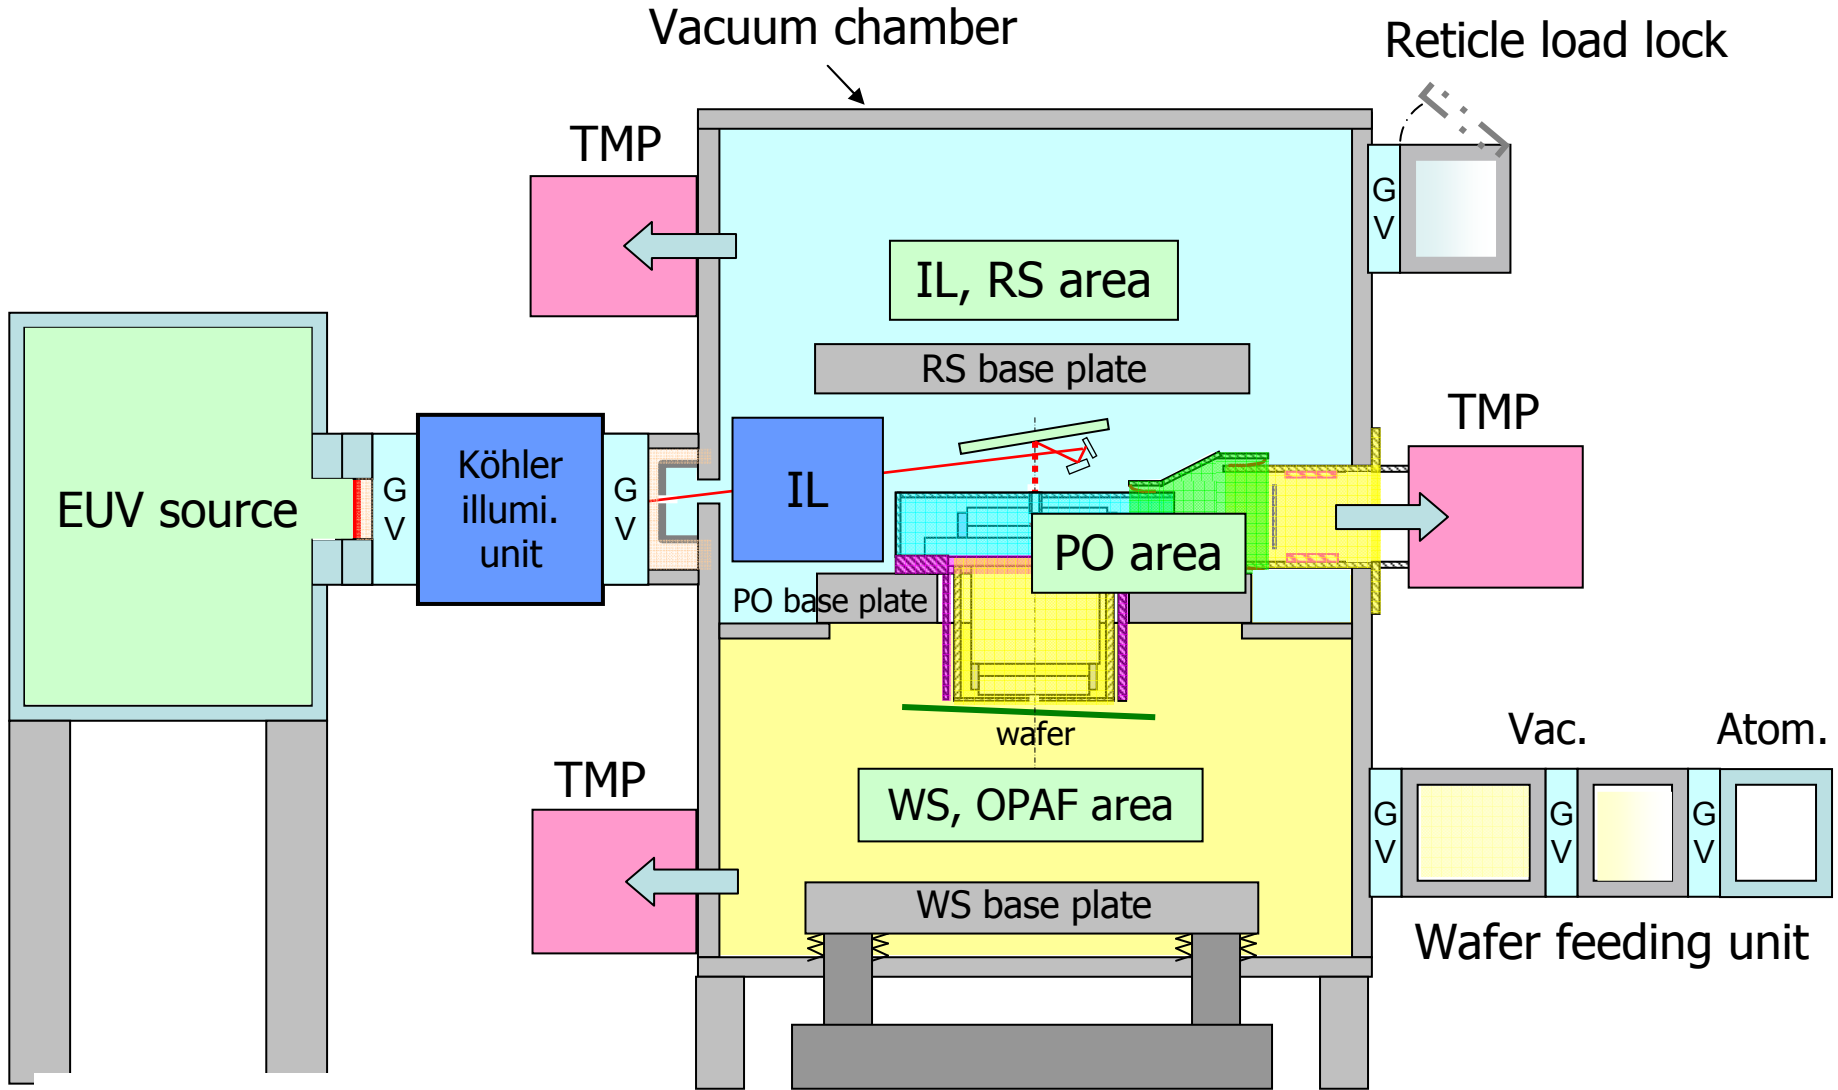 Vacuum chamber
Reticle load lock
TMP
G
V
IL, RS area
RS base plate
TMP
EUV source
G
V
Köhler
illumi.
unit
G
V
IL
PO area
PO base plate
wafer
Vac.
Atom.
TMP
WS, OPAF area
G
V
G
V
G
V
WS base plate
Wafer feeding unit